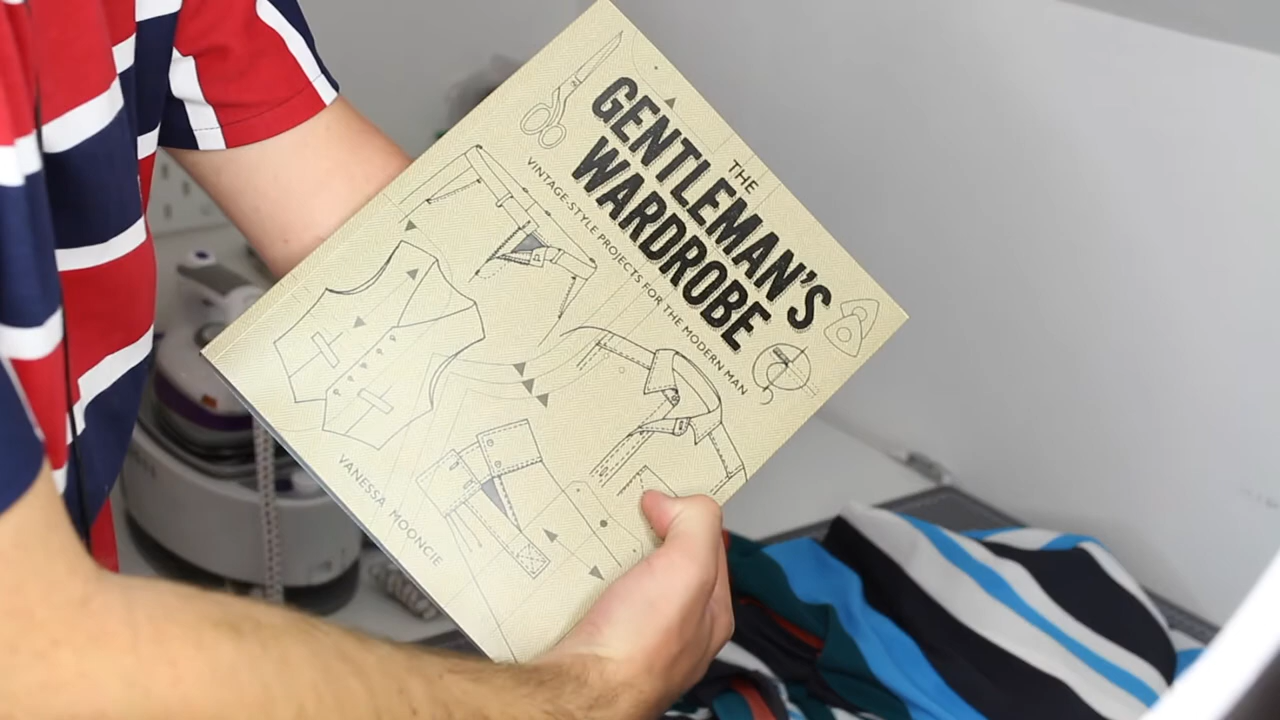 THE
GENTLEMAN'S
WARDROBE
VINTAGE-STYLE PROJECTS FOR THE MODERN MAN
VANESSA MOONCIE